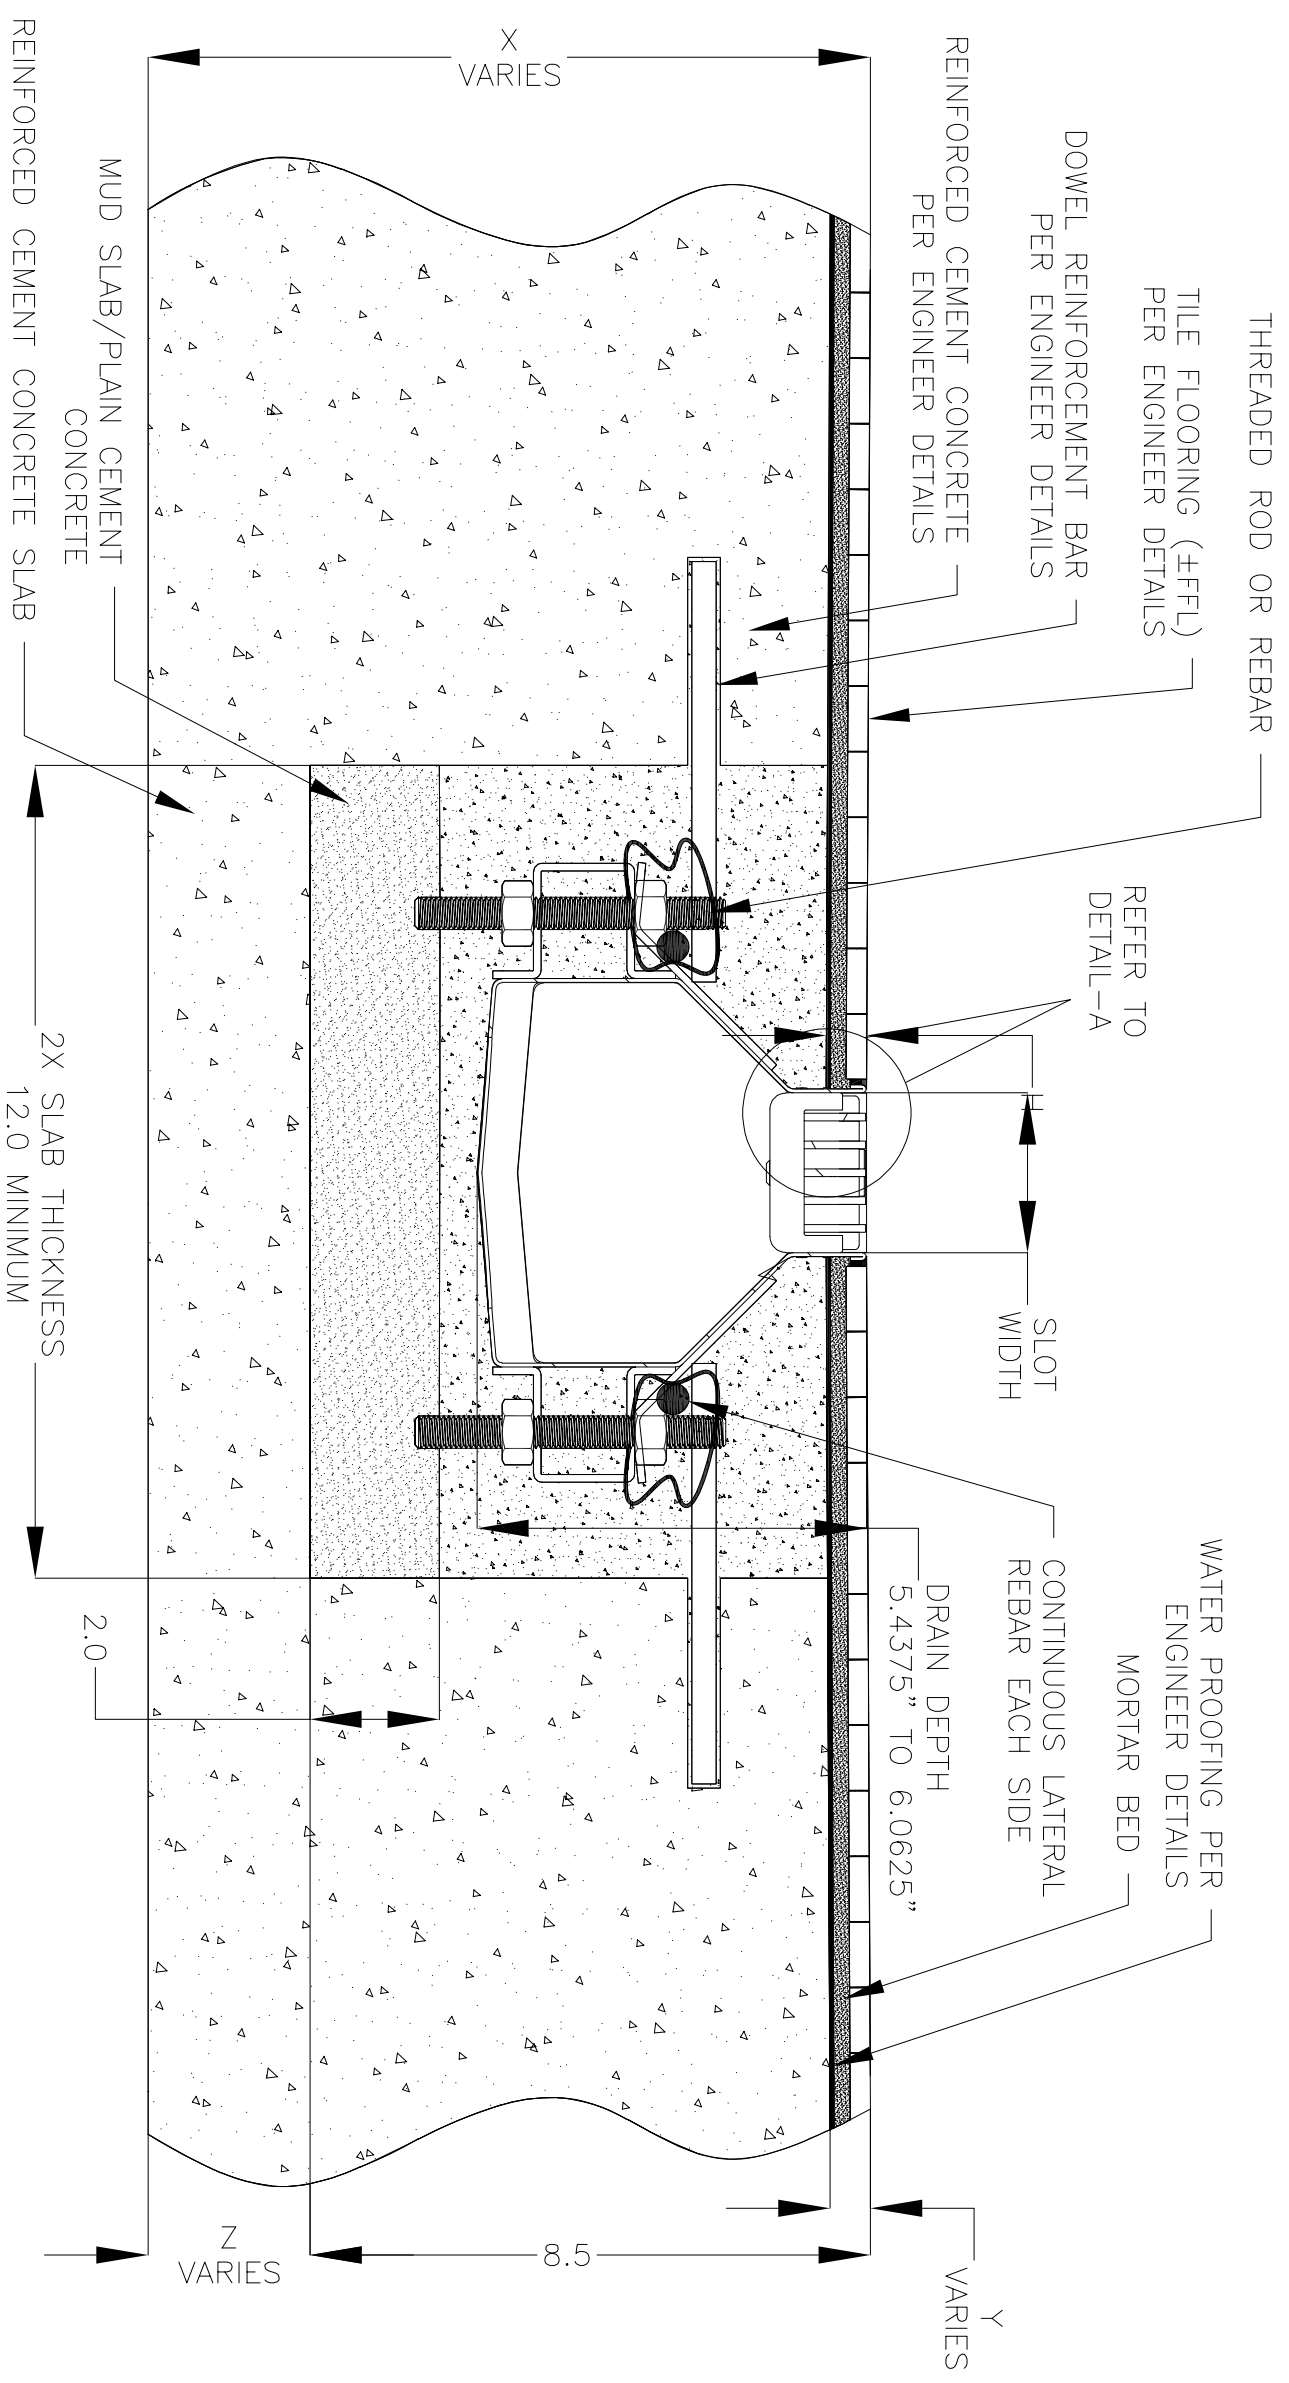 THREADED ROD OR REBAR
TILE FLOORING (±FFL)
PER ENGINEER DETAILS
DOWEL REINFORCEMENT BAR
PER ENGINEER DETAILS
REINFORCED CEMENT CONCRETE
PER ENGINEER DETAILS
X
VARIES
REFER TO
DETAIL-A
H
SLOT
WIDTH
WATER PROOFING PER
ENGINEER DETAILS
MORTAR BED
CONTINUOUS LATERAL
REBAR EACH SIDE
DRAIN DEPTH
5.4375" TO 6.0625"
Y
VARIES
8.5
Z
VARIES
2.0
MUD SLAB/PLAIN CEMENT
CONCRETE
REINFORCED CEMENT CONCRETE SLAB
2X SLAB THICKNESS
12.0 MINIMUM